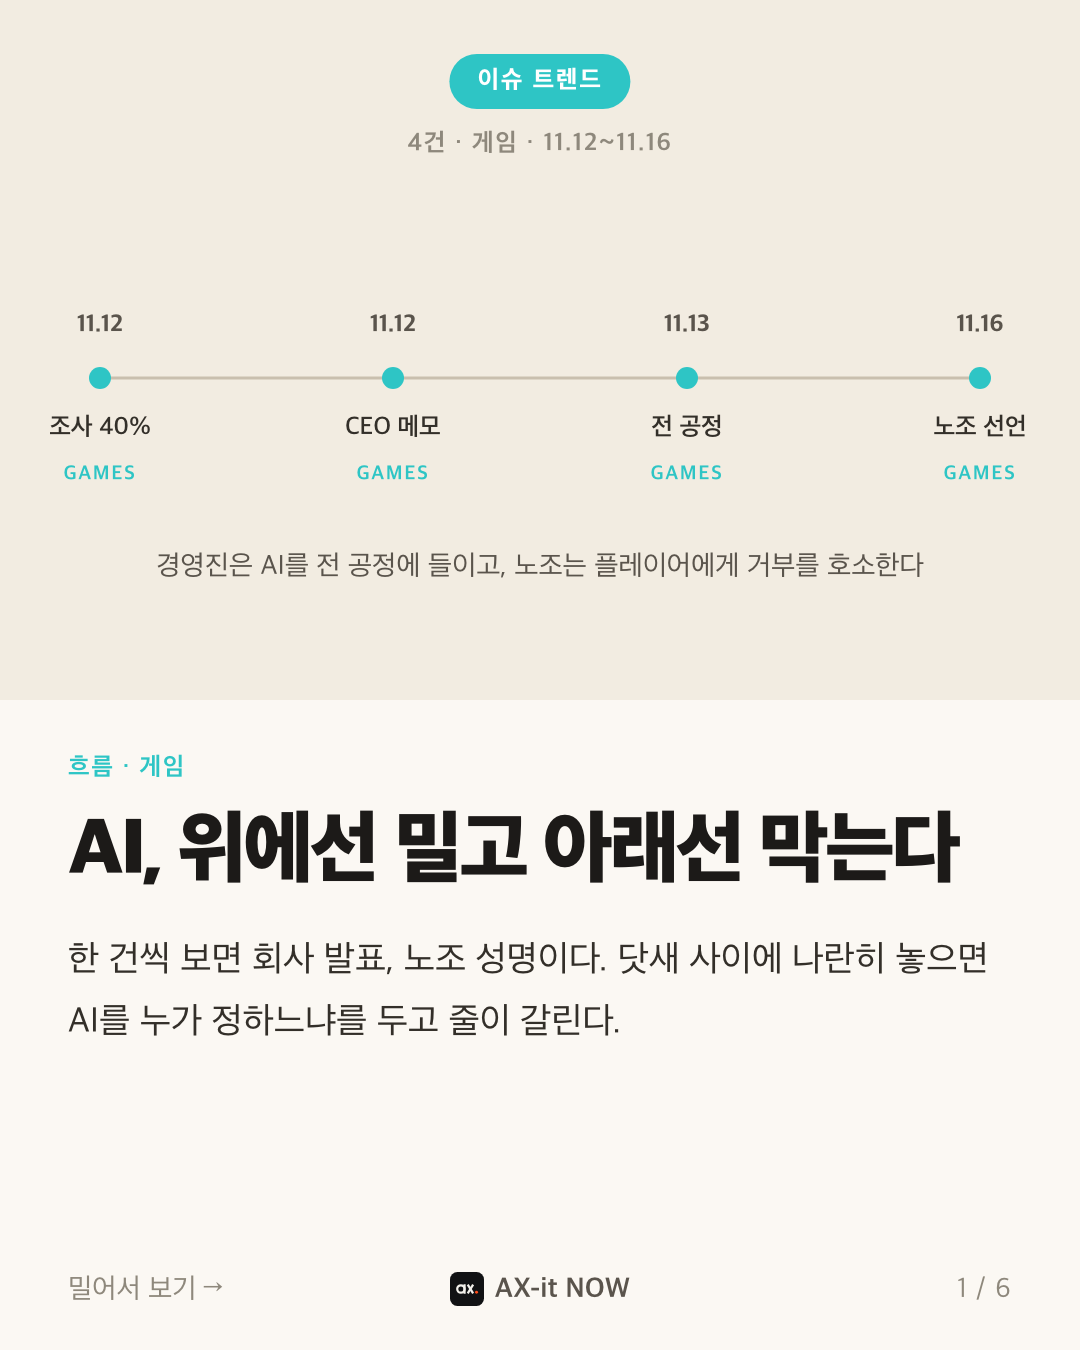 이슈 트렌드
4건 · 게임 · 11.12~11.16
11.12 11.12 11.13 11.16
조사 40% CEO 메모 전 공정 노조 선언
GAMES GAMES GAMES GAMES
경영진은 AI를 전 공정에 들이고, 노조는 플레이어에게 거부를 호소한다
흐름 · 게임
AI, 위에선 밀고 아래선 막는다
한 건씩 보면 회사 발표, 노조 성명이다. 닷새 사이에 나란히 놓으면
AI를 누가 정하느냐를 두고 줄이 갈린다.
밀어서 보기 → ax. AX-it NOW 1 / 6